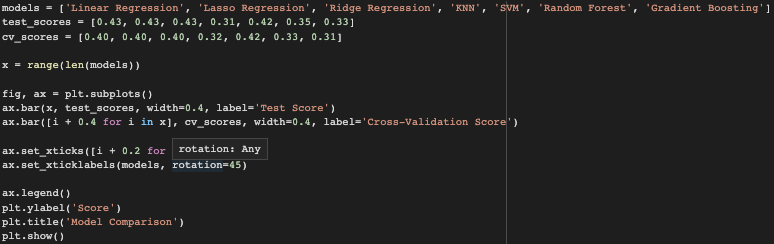 models = ['Linear Regression', 'Lasso Regression', 'Ridge Regression', 'KNN', 'SVM', 'Random Forest', 'Gradient Boosting']
test_scores = [0.43, 0.43, 0.43, 0.31, 0.42, 0.35, 0.33]
cv_scores = [0.40, 0.40, 0.40, 0.32, 0.42, 0.33, 0.31]
x = range(len(models))
fig, ax = plt.subplots()
ax.bar(x, test_scores, width=0.4, label='Test Score')
ax.bar([i + 0.4 for i in x], cv_scores, width=0.4, label='Cross-Validation Score')
ax.set_xticks([i + 0.2 for
rotation: Any
ax.set_xticklabels(models, rotation=45)
ax.legend()
plt.ylabel('Score')
plt.title('Model Comparison')
plt.show()